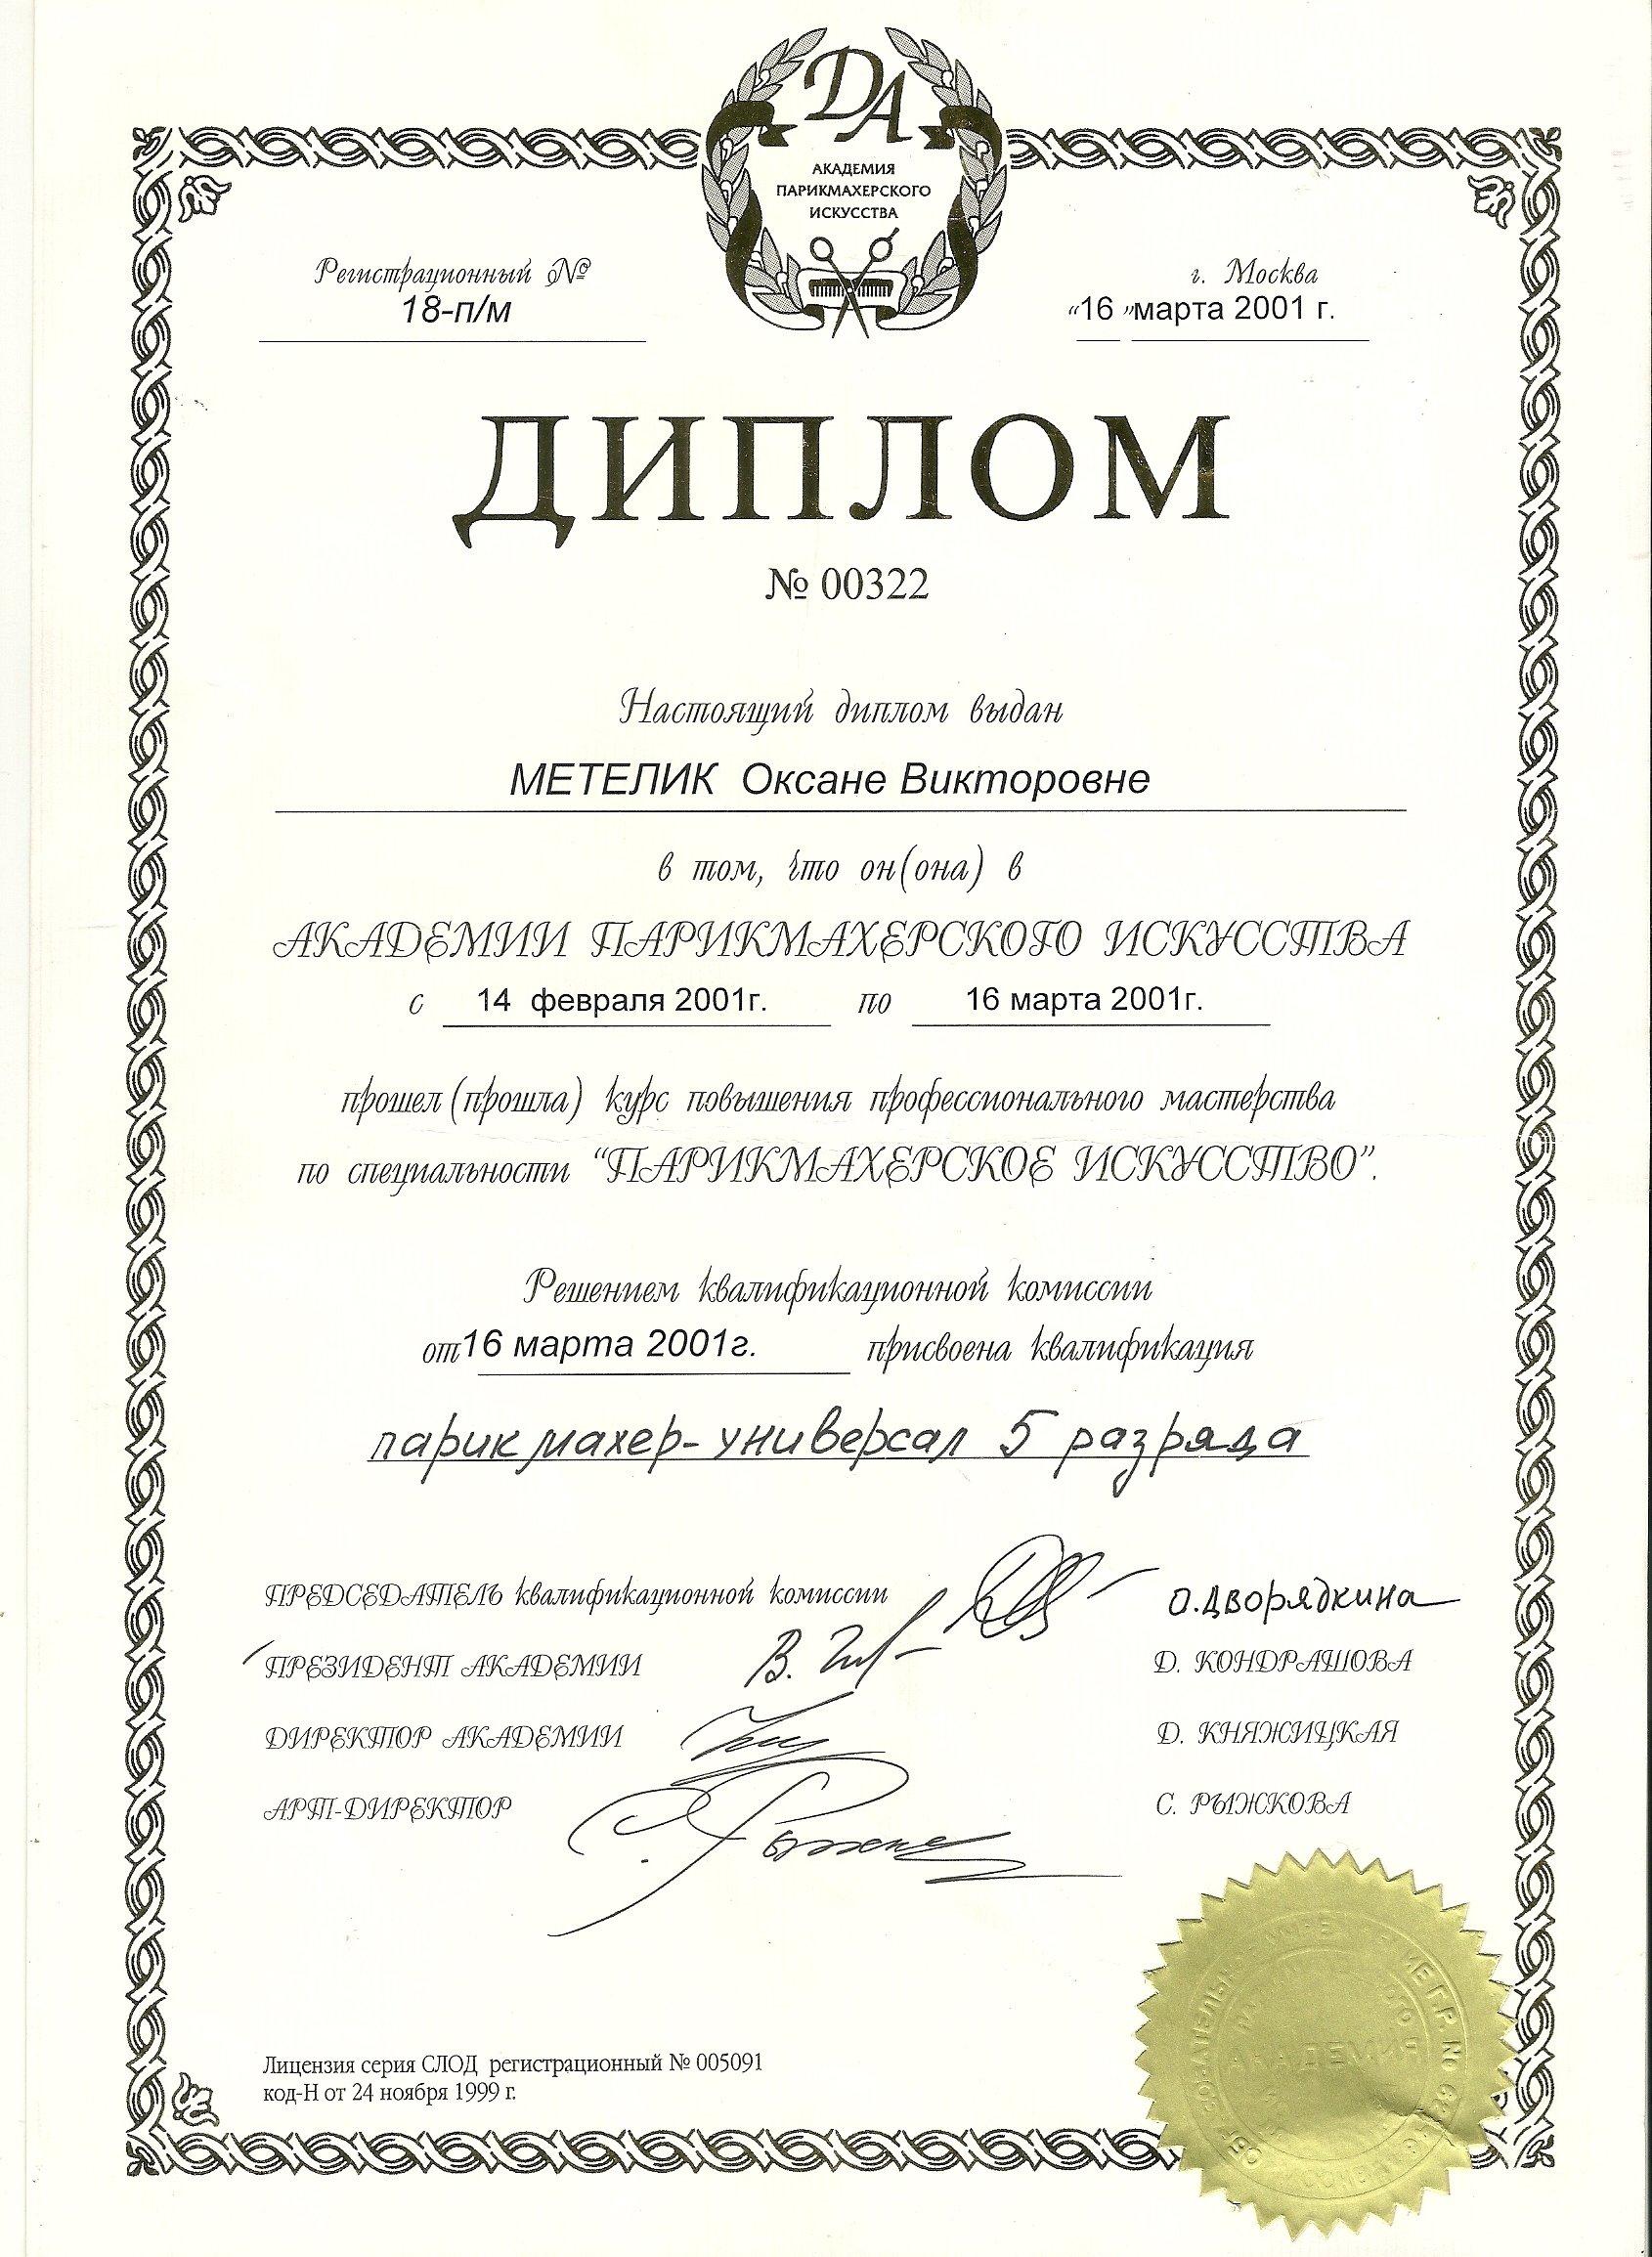 DA
АКАДЕМИЯ
ПАРИКМАХЕРСКОГО
ИСКУССТВА
Регистрационный №
18-п/м
г. Москва
“16 ”марта 2001 г.
ДИПЛОМ
№ 00322
Настоящий диплом выдан
МЕТЕЛИК Оксане Викторовне
в том, что он(она) в
АКАДЕМИИ ПАРИКМАХЕРСКОГО ИСКУССТВА
с 14 февраля 2001г. по 16 марта 2001г.
прошел (прошла) курс повышения профессионального мастерства
по специальности “ПАРИКМАХЕРСКОЕ ИСКУССТВО”.
Решением квалификационной комиссии
от 16 марта 2001г. присвоена квалификация
парикмахер-универсал 5 разряда
ПРЕДСЕДАТЕЛЬ квалификационной комиссии О.Дворядкина
ПРЕЗИДЕНТ АКАДЕМИИ Д. КОНДРАШОВА
ДИРЕКТОР АКАДЕМИИ Д. КНЯЖИЦКАЯ
АРТ-ДИРЕКТОР С. РЫЖКОВА
Лицензия серия СЛОД регистрационный № 005091
код-Н от 24 ноября 1999 г.
АКАДЕМИЯ